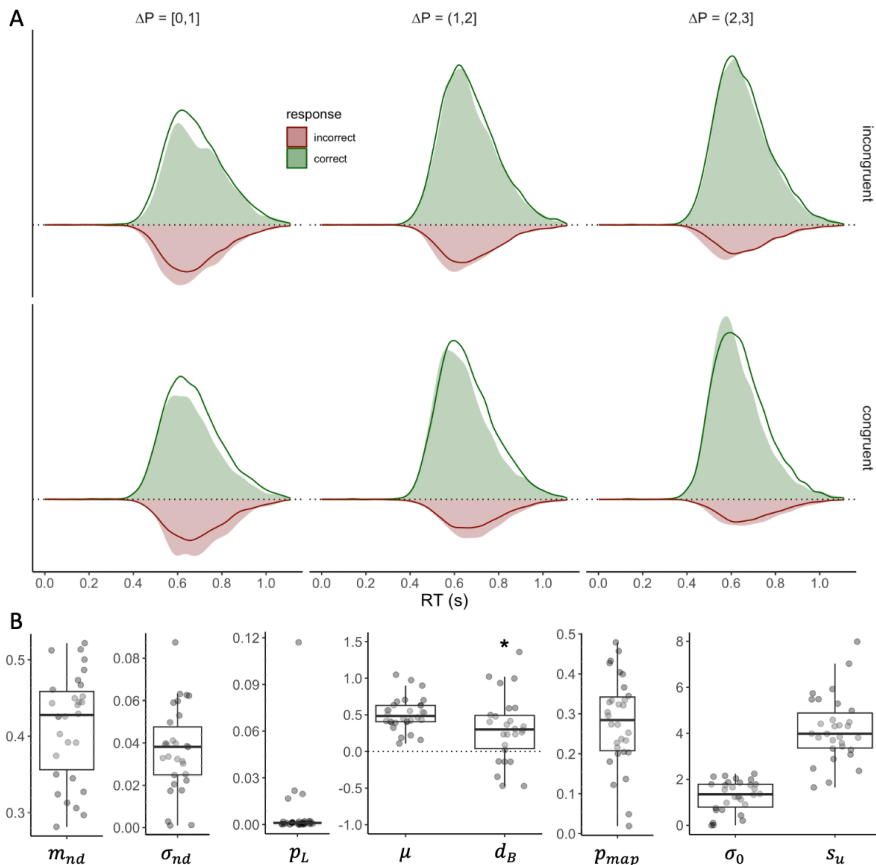 A
ΔP = [0,1]
ΔP = (1,2]
ΔP = (2,3]
response
incorrect
correct
incongruent
congruent
0.0 0.2 0.4 0.6 0.8 1.0
0.0 0.2 0.4 0.6 0.8 1.0
0.0 0.2 0.4 0.6 0.8 1.0
RT (s)
B
0.5
0.4
0.3
m_nd
0.08
0.06
0.04
0.02
0.00
σ_nd
0.12
0.09
0.06
0.03
0.00
p_L
1.5
1.0
0.5
0.0
-0.5
-1.0
*
μ
d_B
0.5
0.4
0.3
0.2
0.1
0.0
p_map
8
6
4
2
0
σ_0
s_u